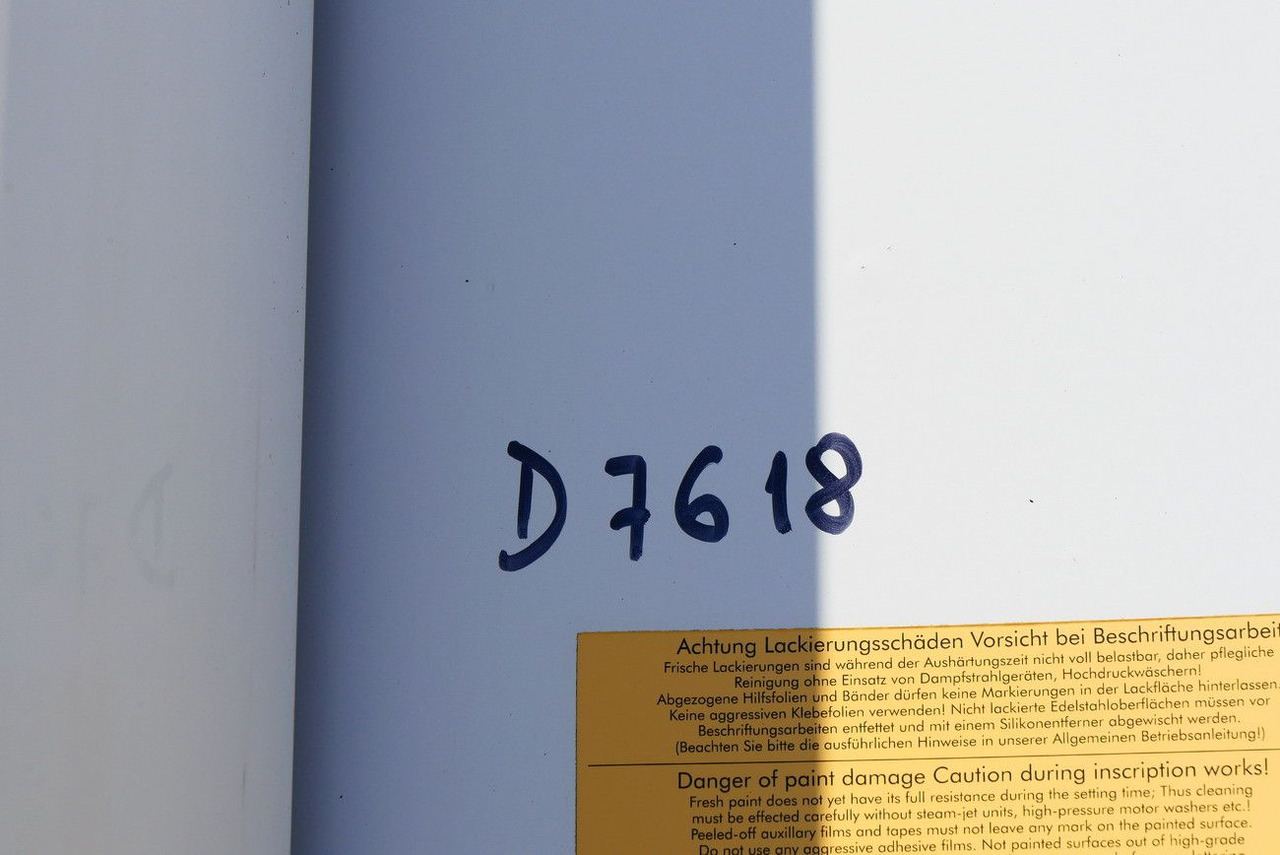 D7618
Achtung Lackierungsschäden Vorsicht bei Beschriftungsarbeit
Frische Lackierungen sind während der Aushärtungszeit nicht voll belastbar, daher pflegliche
Reinigung ohne Einsatz von Dampfstrahlgeräten, Hochdruckwäschern!
Abgezogene Hilfsfolien und Bänder dürfen keine Markierungen in der Lackfläche hinterlassen.
Keine aggressiven Klebefolien verwenden! Nicht lackierte Edelstahloberflächen müssen vor
Beschriftungsarbeiten entfettet und mit einem Silikonentferner abgewischt werden.
(Beachten Sie bitte die ausführlichen Hinweise in unserer Allgemeinen Betriebsanleitung!)
Danger of paint damage Caution during inscription works!
Fresh paint does not yet have its full resistance during the setting time; Thus cleaning
must be effected carefully without steam-jet units, high-pressure motor washers etc.!
Peeled-off auxillary films and tapes must not leave any mark on the painted surface.
Do not use any aggressive adhesive films. Not painted surfaces out of high-grade